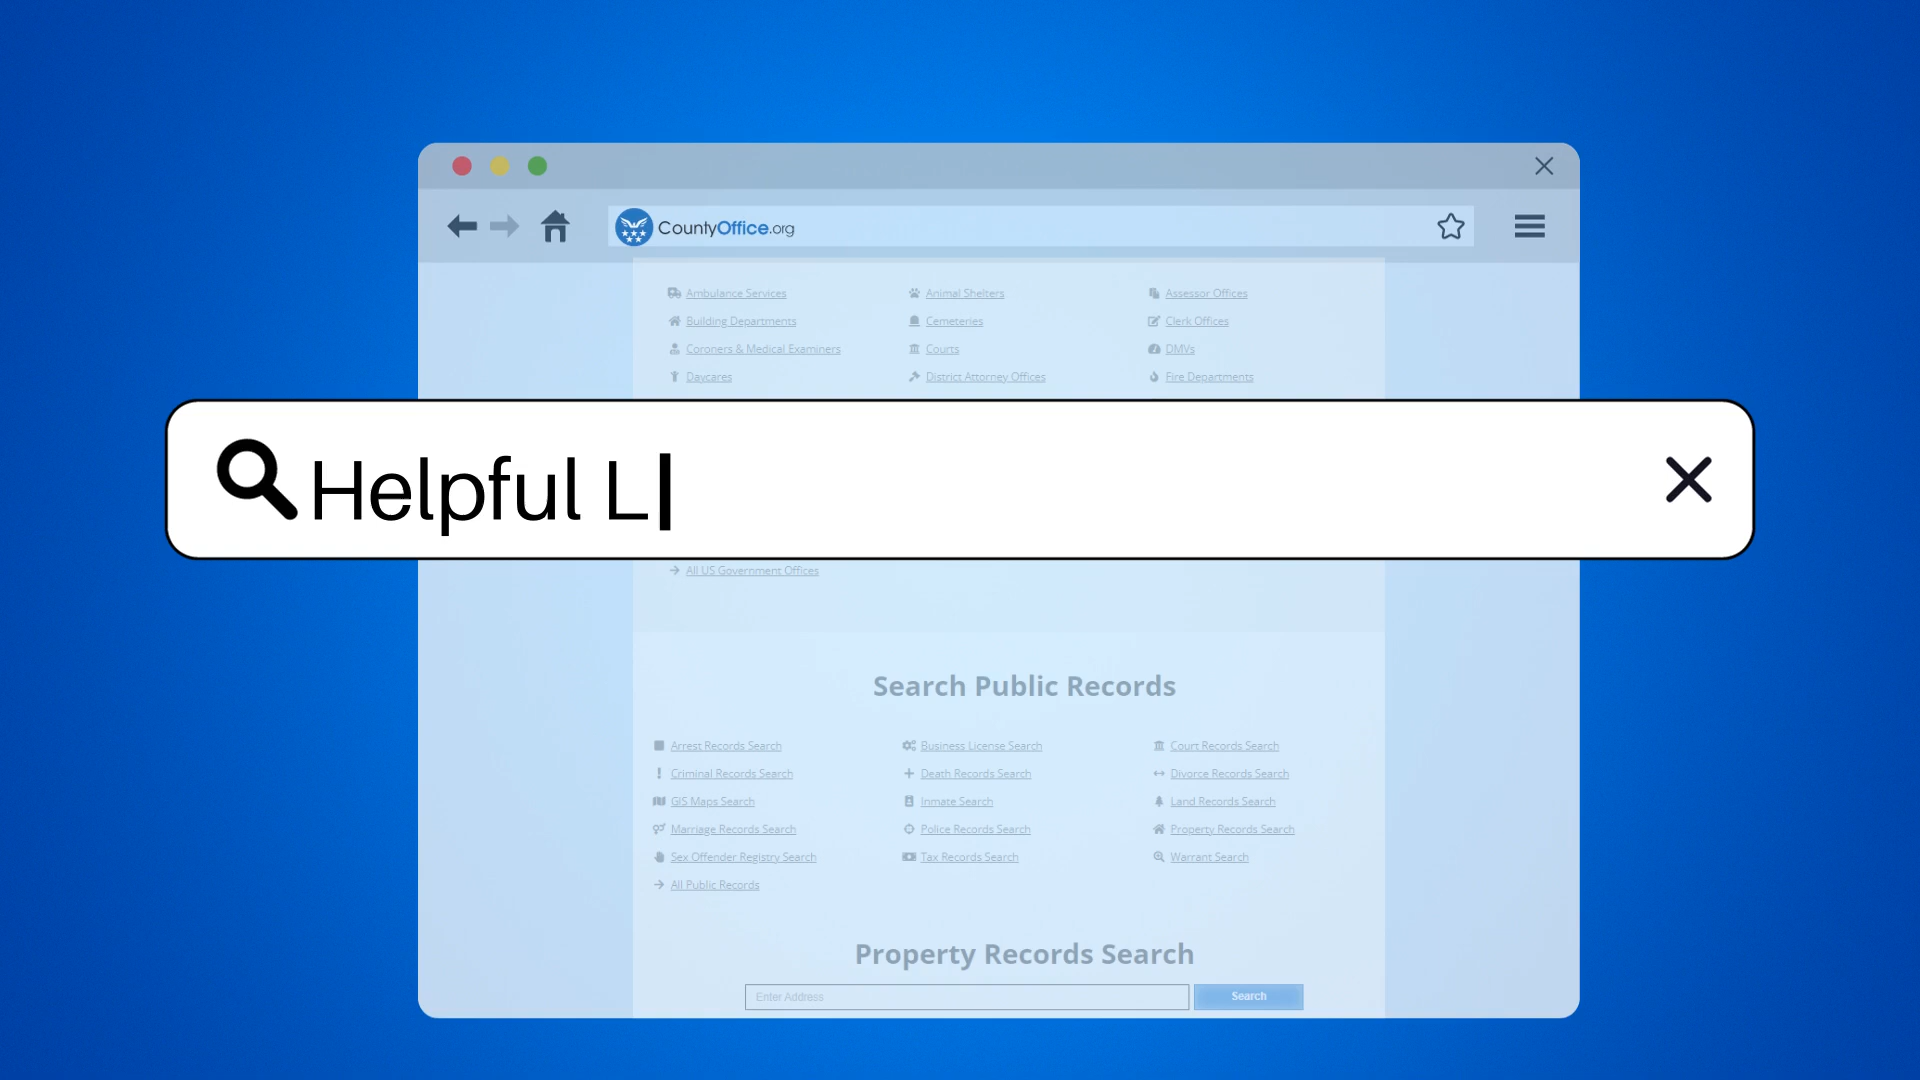 CountyOffice.org
Ambulance Services Animal Shelters Assessor Offices
Building Departments Cemeteries Clerk Offices
Coroners & Medical Examiners Courts DMVs
Daycares District Attorney Offices Fire Departments
Helpful L
All US Government Offices
Search Public Records
Arrest Records Search Business License Search Court Records Search
Criminal Records Search Death Records Search Divorce Records Search
GIS Maps Search Inmate Search Land Records Search
Marriage Records Search Police Records Search Property Records Search
Sex Offender Registry Search Tax Records Search Warrant Search
All Public Records
Property Records Search
Enter Address Search